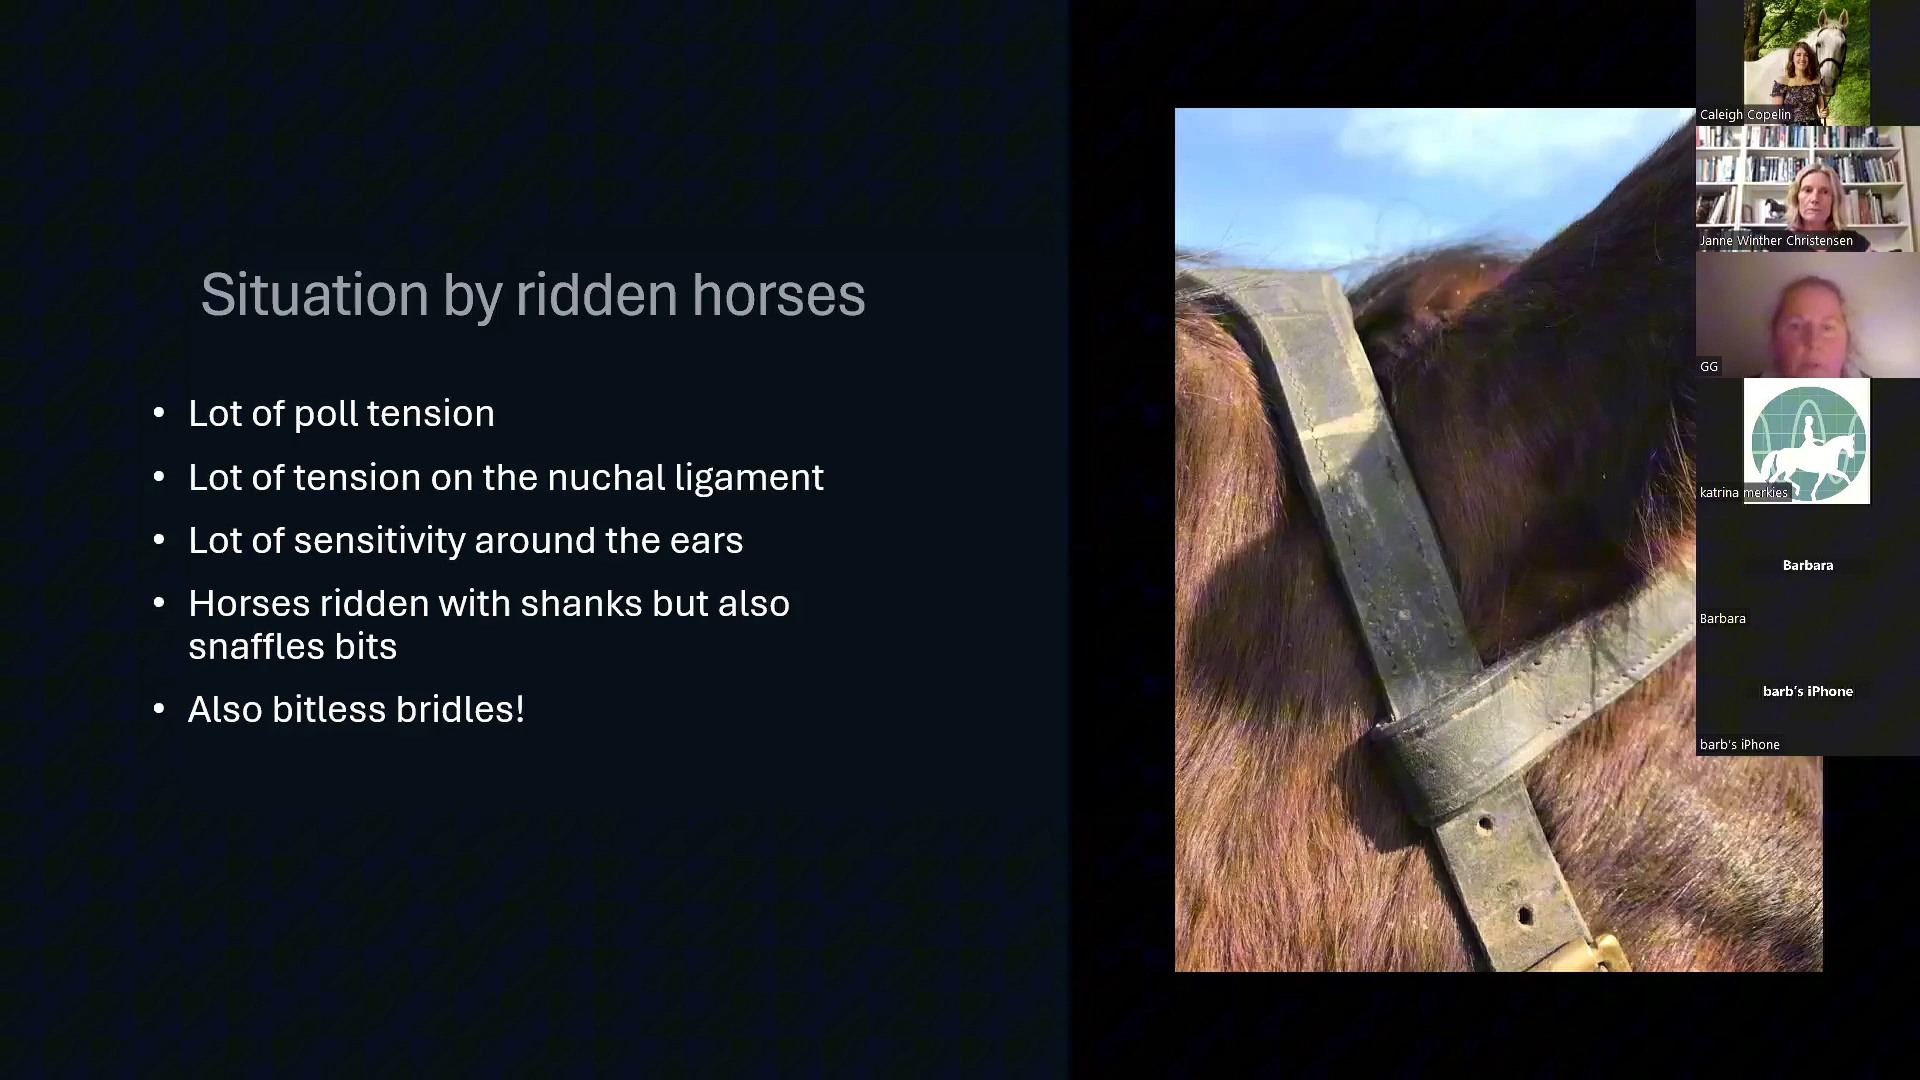 Situation by ridden horses
• Lot of poll tension
• Lot of tension on the nuchal ligament
• Lot of sensitivity around the ears
• Horses ridden with shanks but also
snaffles bits
• Also bitless bridles!
Caleigh Copelin
Janne Winther Christensen
GG
katrina merkies
Barbara
Barbara
barb's iPhone
barb's iPhone